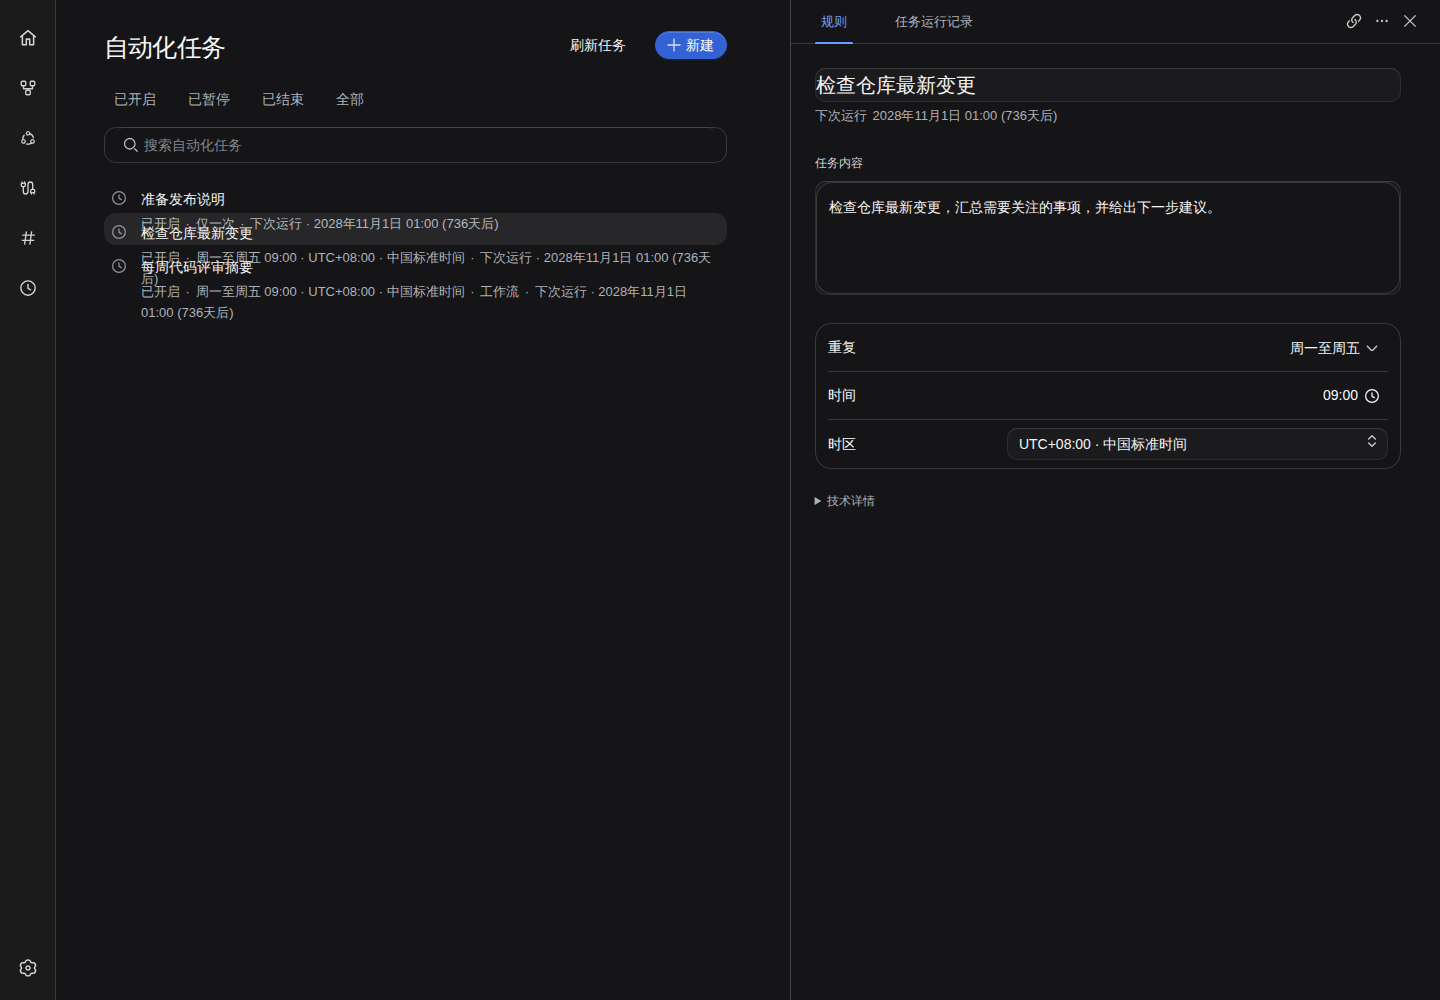 自动化任务
刷新任务
新建
已开启
已暂停
已结束
全部
搜索自动化任务
准备发布说明
已开启 · 仅一次 · 下次运行 · 2028年11月1日 01:00 (736天后)
检查仓库最新变更
已开启 · 周一至周五 09:00 · UTC+08:00 · 中国标准时间 · 下次运行 · 2028年11月1日 01:00 (736天
后)
每周代码评审摘要
已开启 · 周一至周五 09:00 · UTC+08:00 · 中国标准时间 · 工作流 · 下次运行 · 2028年11月1日
01:00 (736天后)
规则
任务运行记录
检查仓库最新变更
下次运行 2028年11月1日 01:00 (736天后)
任务内容
检查仓库最新变更，汇总需要关注的事项，并给出下一步建议。
重复
周一至周五
时间
09:00
时区
UTC+08:00 · 中国标准时间
技术详情